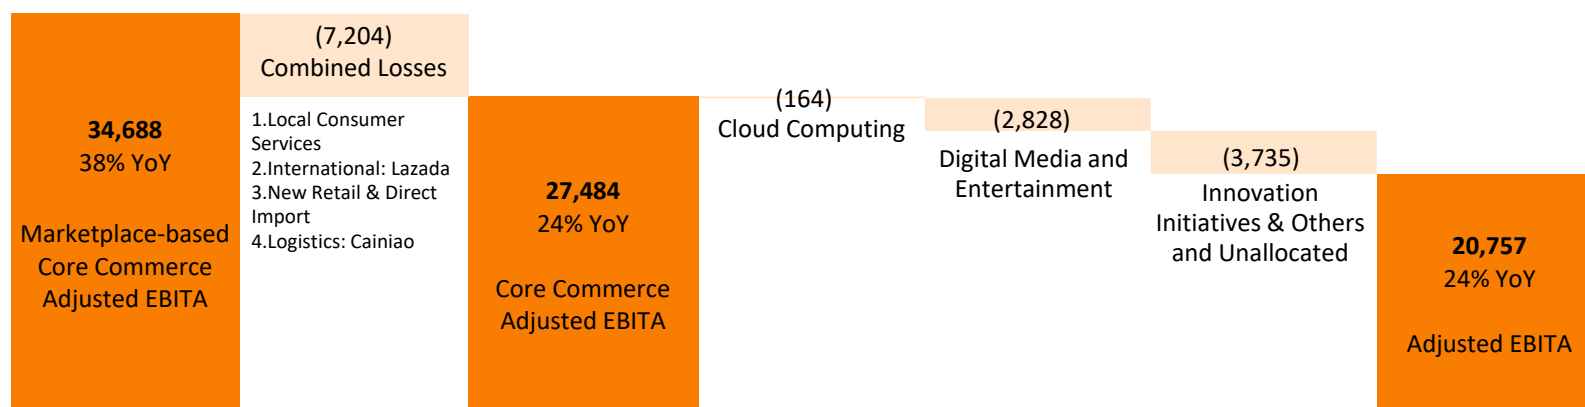 34,688
38% YoY
Marketplace-based
Core Commerce
Adjusted EBITA
(7,204)
Combined Losses
1.Local Consumer
Services
2.International: Lazada
3.New Retail & Direct
Import
4.Logistics: Cainiao
27,484
24% YoY
Core Commerce
Adjusted EBITA
(164)
Cloud Computing
(2,828)
Digital Media and
Entertainment
(3,735)
Innovation
Initiatives & Others
and Unallocated
20,757
24% YoY
Adjusted EBITA